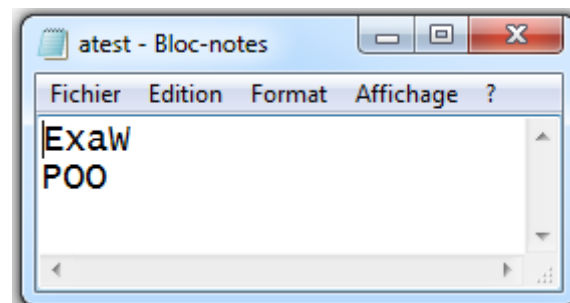 atest - Bloc-notes
Fichier Edition Format Affichage ?
ExaW
POO